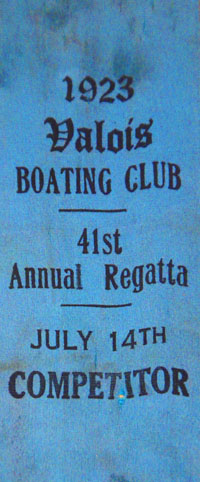 1923
Valois
BOATING CLUB
41st
Annual Regatta
JULY 14TH
COMPETITOR